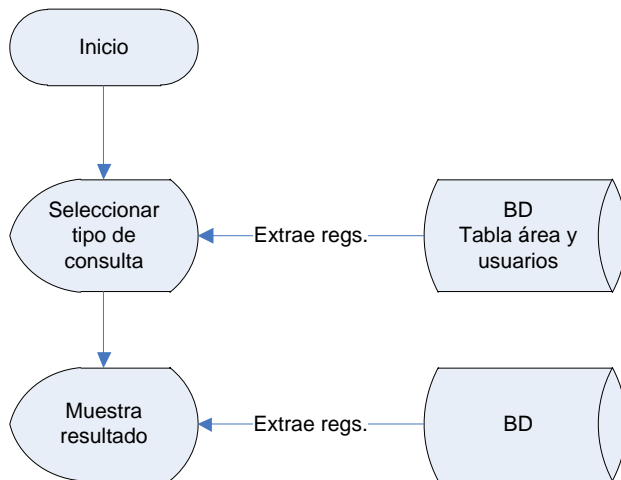 Inicio
Seleccionar
tipo de
consulta
Extrae regs.
BD
Tabla área y
usuarios
Muestra
resultado
Extrae regs.
BD